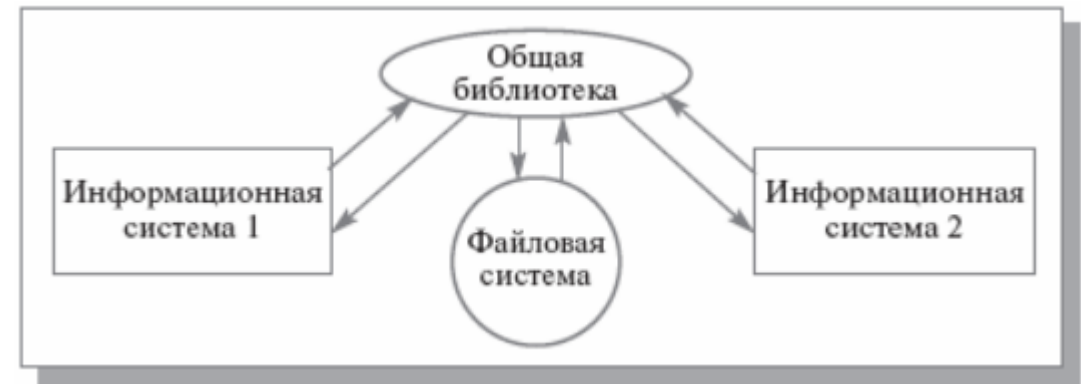 Общая
библиотека
Информационная
система 1
Файловая
система
Информационная
система 2